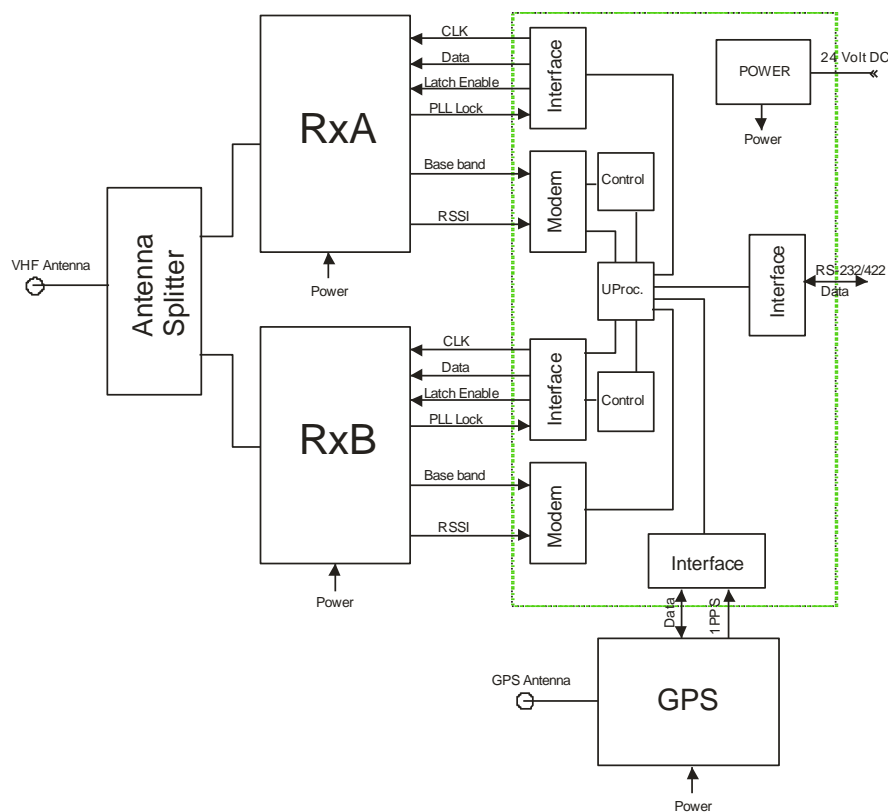 CLK
Data
Latch Enable
PLL Lock
Base band
RSSI
RxA
Power
Interface
Modem
Control
POWER
24 Volt DC
Power
VHF Antenna
Antenna
Splitter
UProc.
Interface
RS-232/422
Data
CLK
Data
Latch Enable
PLL Lock
Base band
RSSI
RxB
Power
Interface
Control
Modem
Interface
Data
1PPS
GPS Antenna
GPS
Power